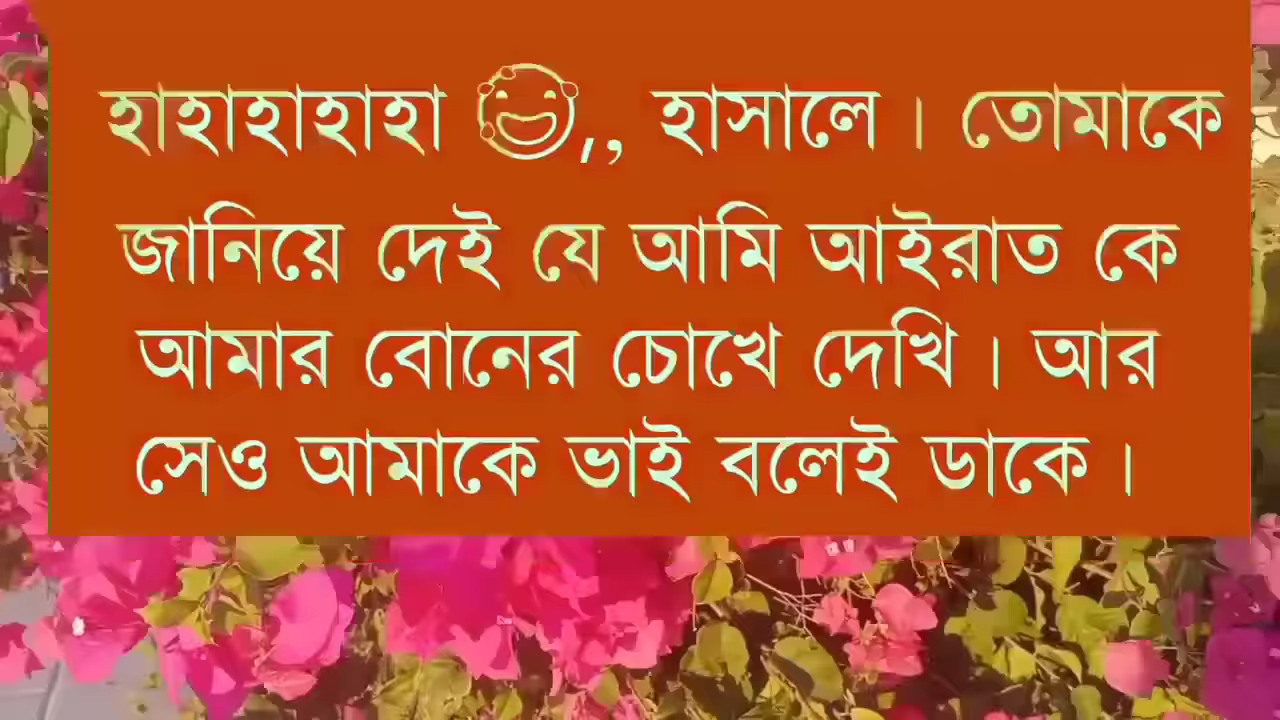 হাহাহাহাহা 😂,, হাসালে । তোমাকে
জানিয়ে দেই যে আমি আইরাত কে
আমার বোনের চোখে দেখি । আর
সেও আমাকে ভাই বলেই ডাকে ।